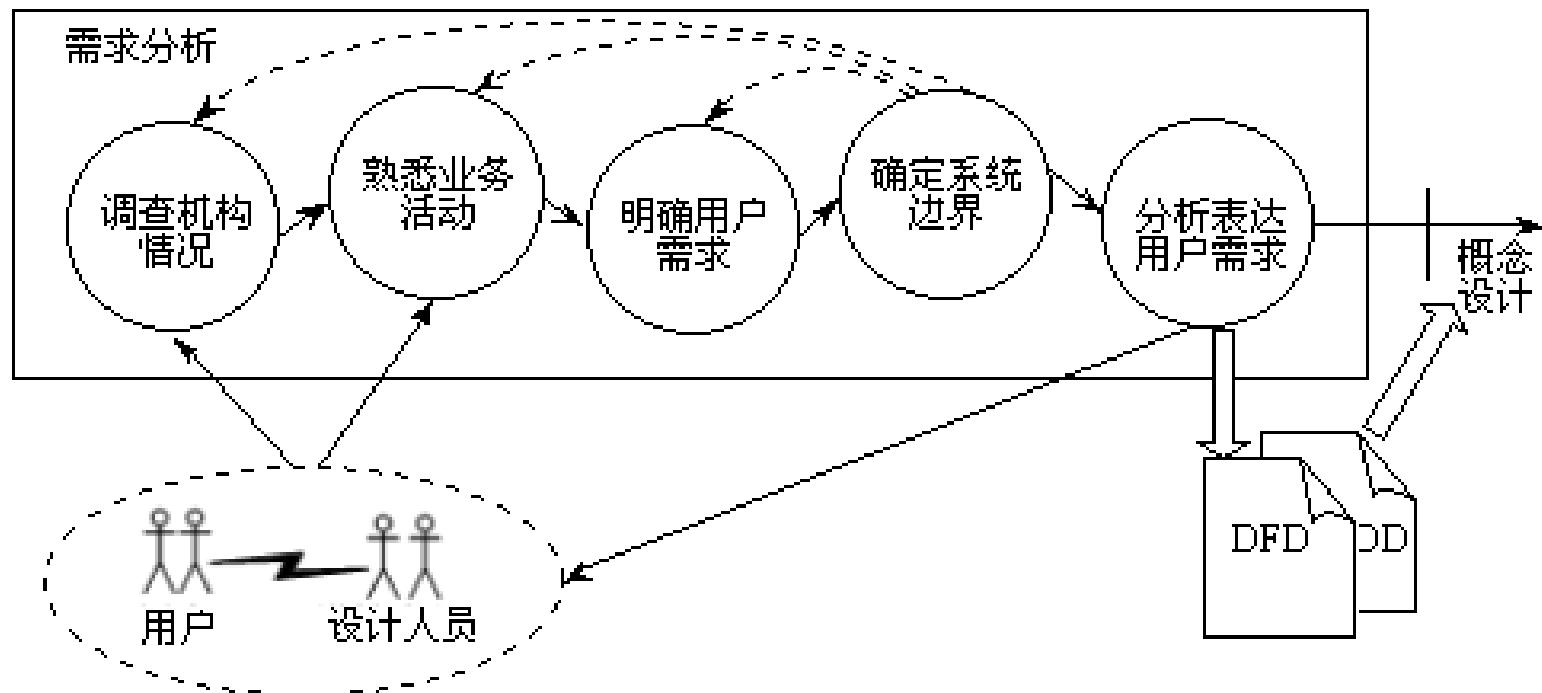 需求分析
调查机构
情况
熟悉业务
活动
明确用户
需求
确定系统
边界
分析表达
用户需求
概念
设计
DFD
DD
用户
设计人员